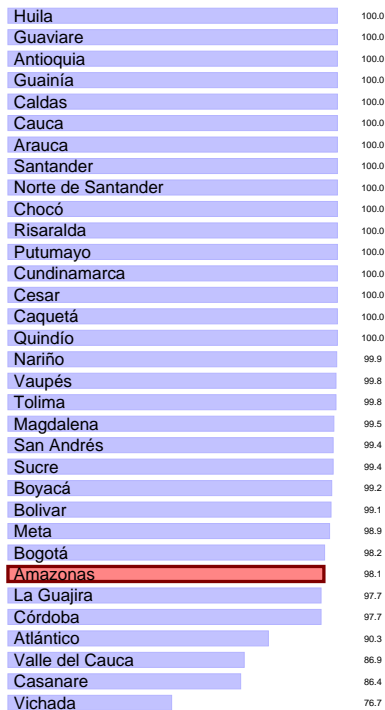 Huila 100.0
Guaviare 100.0
Antioquia 100.0
Guainía 100.0
Caldas 100.0
Cauca 100.0
Arauca 100.0
Santander 100.0
Norte de Santander 100.0
Chocó 100.0
Risaralda 100.0
Putumayo 100.0
Cundinamarca 100.0
Cesar 100.0
Caquetá 100.0
Quindío 100.0
Nariño 99.9
Vaupés 99.8
Tolima 99.8
Magdalena 99.5
San Andrés 99.4
Sucre 99.4
Boyacá 99.2
Bolivar 99.1
Meta 98.9
Bogotá 98.2
Amazonas 98.1
La Guajira 97.7
Córdoba 97.7
Atlántico 90.3
Valle del Cauca 86.9
Casanare 86.4
Vichada 76.7